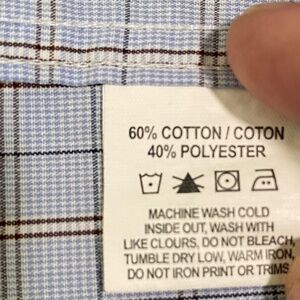 60% COTTON / COTON
40% POLYESTER
MACHINE WASH COLD
INSIDE OUT, WASH WITH
LIKE CLOURS, DO NOT BLEACH,
TUMBLE DRY LOW, WARM IRON,
DO NOT IRON PRINT OR TRIMS